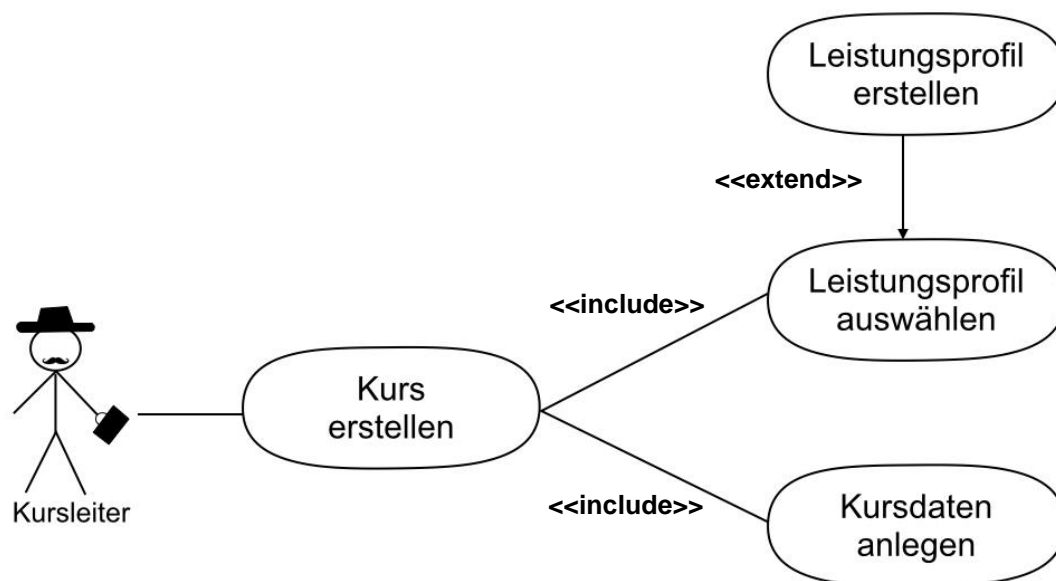 Leistungsprofil
erstellen
<<extend>>
Leistungsprofil
auswählen
<<include>>
Kurs
erstellen
Kursleiter
<<include>>
Kursdaten
anlegen